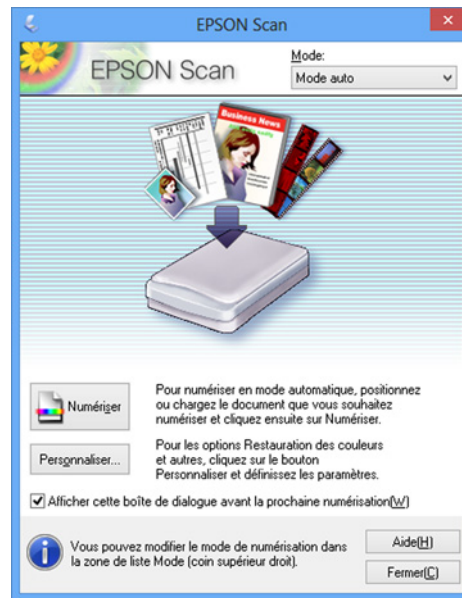 EPSON Scan
EPSON Scan
Mode:
Mode auto
Business News
Numériser
Pour numériser en mode automatique, positionnez
ou chargez le document que vous souhaitez
numériser et cliquez ensuite sur Numériser.
Personnaliser...
Pour les options Restauration des couleurs
et autres, cliquez sur le bouton
Personnaliser et définissez les paramètres.
Afficher cette boîte de dialogue avant la prochaine numérisation(W)
Vous pouvez modifier le mode de numérisation dans
la zone de liste Mode (coin supérieur droit).
Aide(H)
Fermer(C)